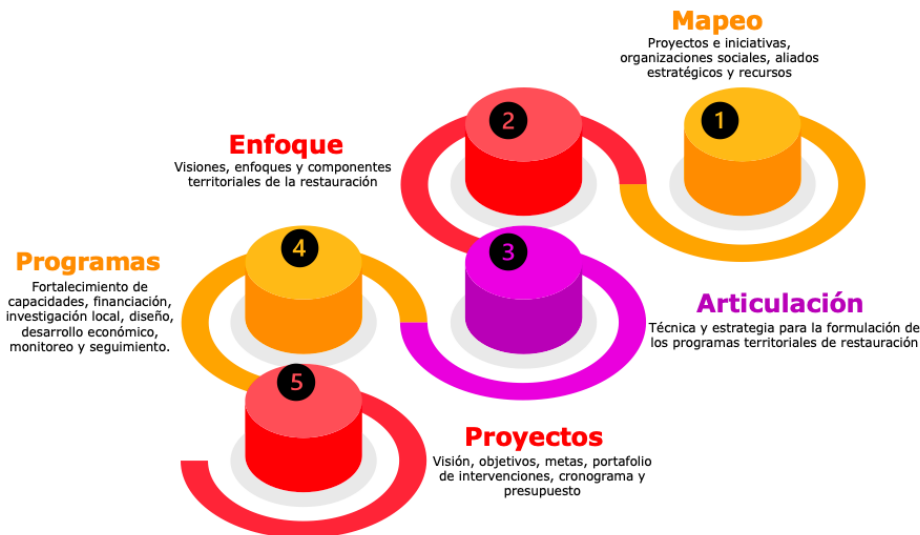 Mapeo
Proyectos e iniciativas,
organizaciones sociales, aliados
estratégicos y recursos
1
2
Enfoque
Visiones, enfoques y componentes
territoriales de la restauración
3
Articulación
Técnica y estrategia para la formulación de
los programas territoriales de restauración
4
Programas
Fortalecimiento de
capacidades, financiación,
investigación local, diseño,
desarrollo económico,
monitoreo y seguimiento.
5
Proyectos
Visión, objetivos, metas, portafolio
de intervenciones, cronograma y
presupuesto